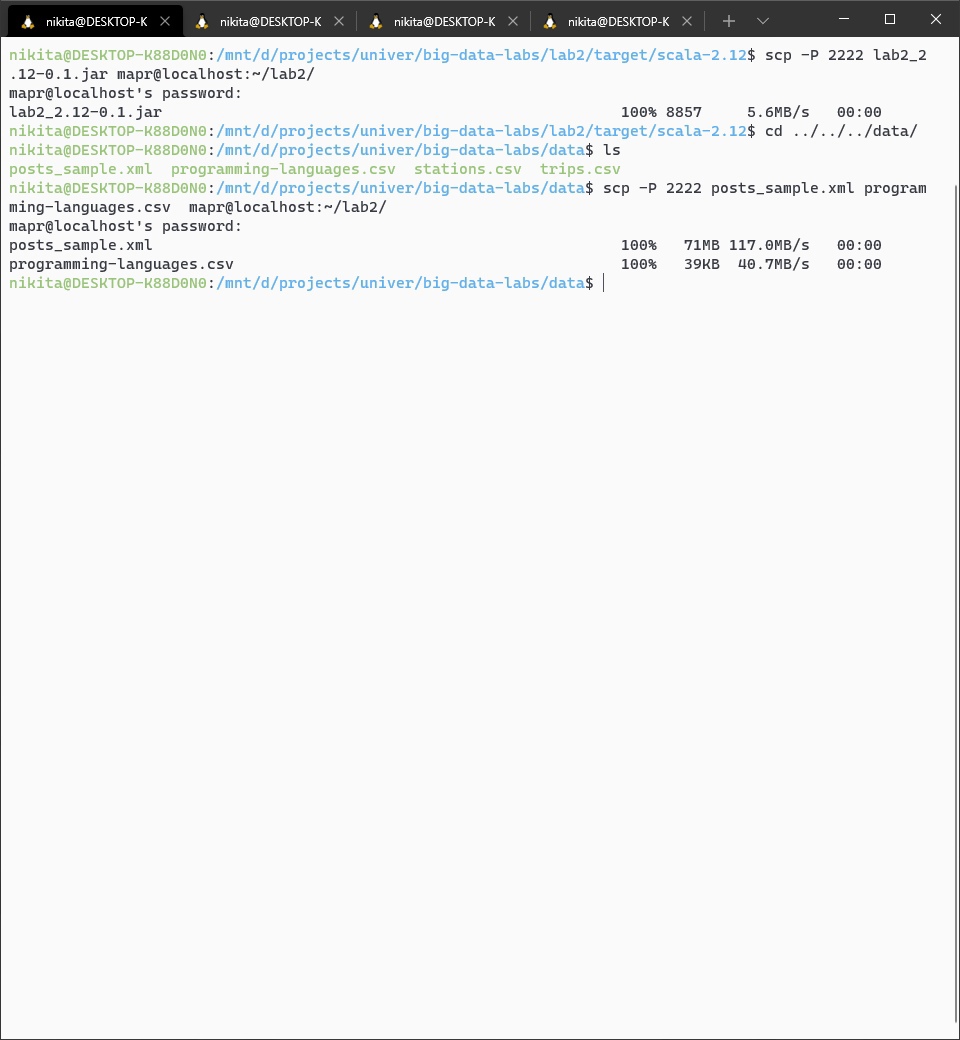 nikita@DESKTOP-K nikita@DESKTOP-K nikita@DESKTOP-K nikita@DESKTOP-K
nikita@DESKTOP-K88D0N0:/mnt/d/projects/univer/big-data-labs/lab2/target/scala-2.12$ scp -P 2222 lab2_2
.12-0.1.jar mapr@localhost:~/lab2/
mapr@localhost's password:
lab2_2.12-0.1.jar 100% 8857 5.6MB/s 00:00
nikita@DESKTOP-K88D0N0:/mnt/d/projects/univer/big-data-labs/lab2/target/scala-2.12$ cd ../../../data/
nikita@DESKTOP-K88D0N0:/mnt/d/projects/univer/big-data-labs/data$ ls
posts_sample.xml programming-languages.csv stations.csv trips.csv
nikita@DESKTOP-K88D0N0:/mnt/d/projects/univer/big-data-labs/data$ scp -P 2222 posts_sample.xml program
ming-languages.csv mapr@localhost:~/lab2/
mapr@localhost's password:
posts_sample.xml 100% 71MB 117.0MB/s 00:00
programming-languages.csv 100% 39KB 40.7MB/s 00:00
nikita@DESKTOP-K88D0N0:/mnt/d/projects/univer/big-data-labs/data$